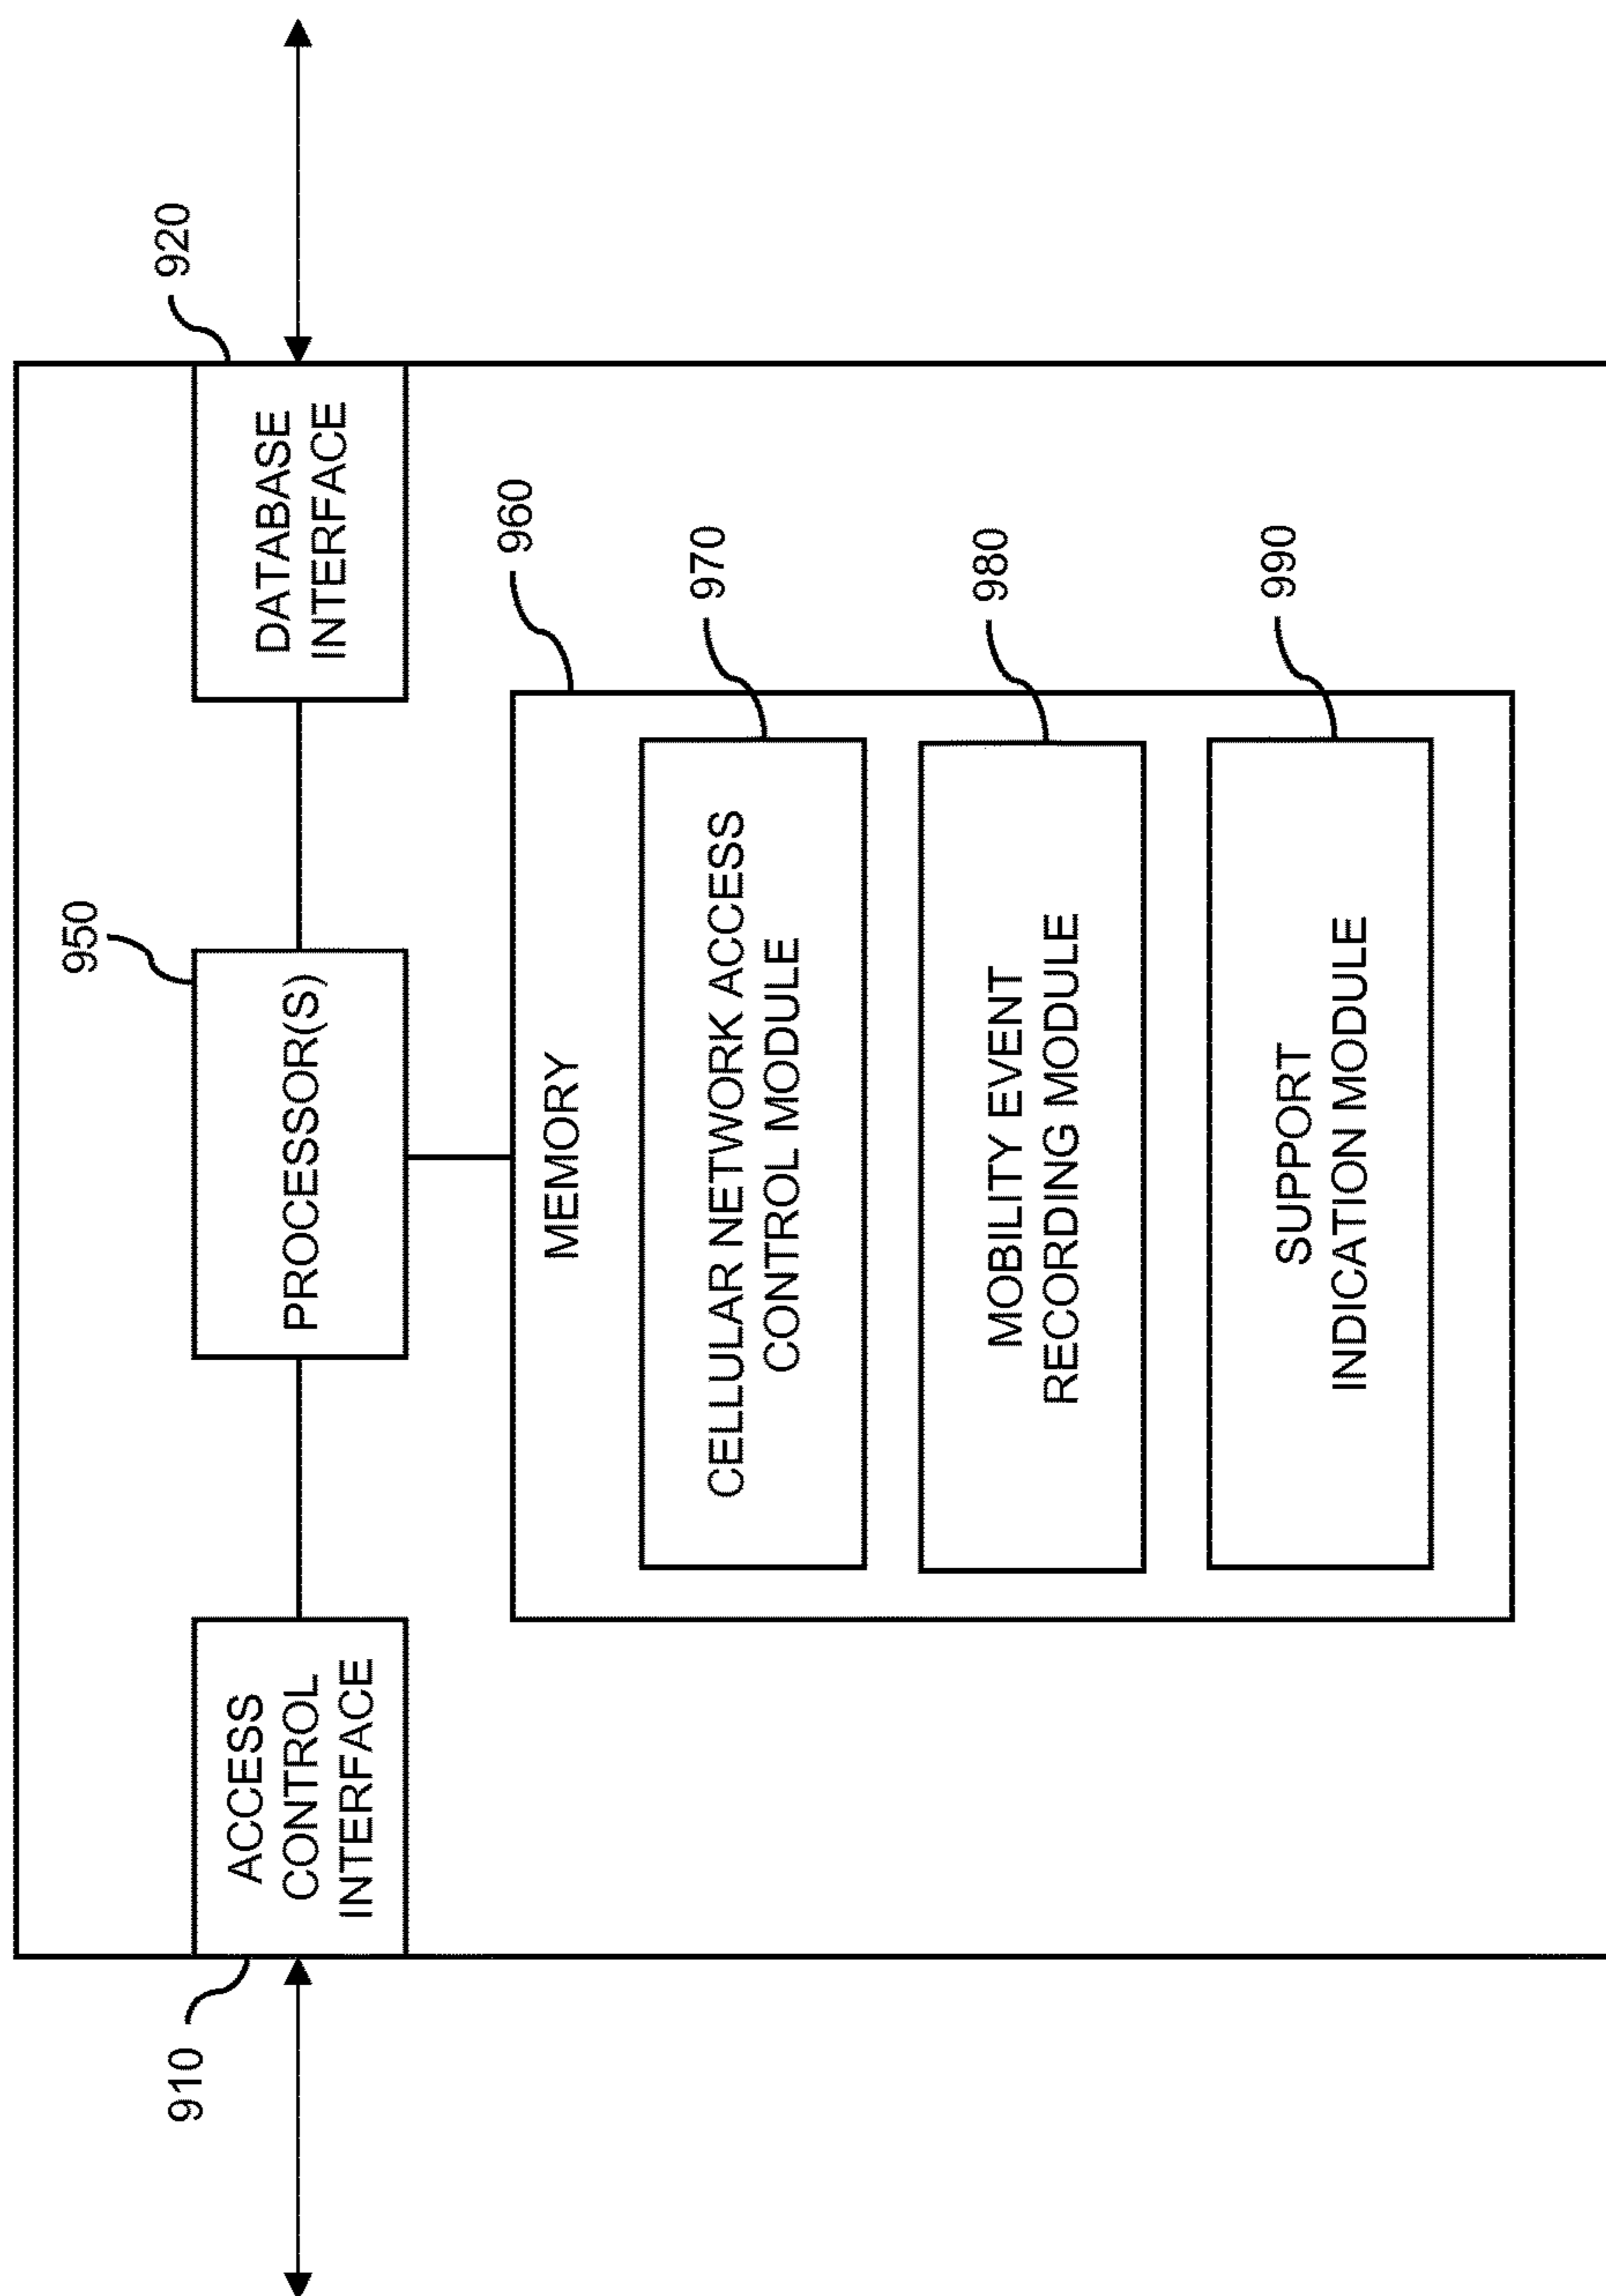 950
910
920
ACCESS
CONTROL
INTERFACE
PROCESSOR(S)
DATABASE
INTERFACE
960
MEMORY
970
CELLULAR NETWORK ACCESS
CONTROL MODULE
980
MOBILITY EVENT
RECORDING MODULE
990
SUPPORT
INDICATION MODULE